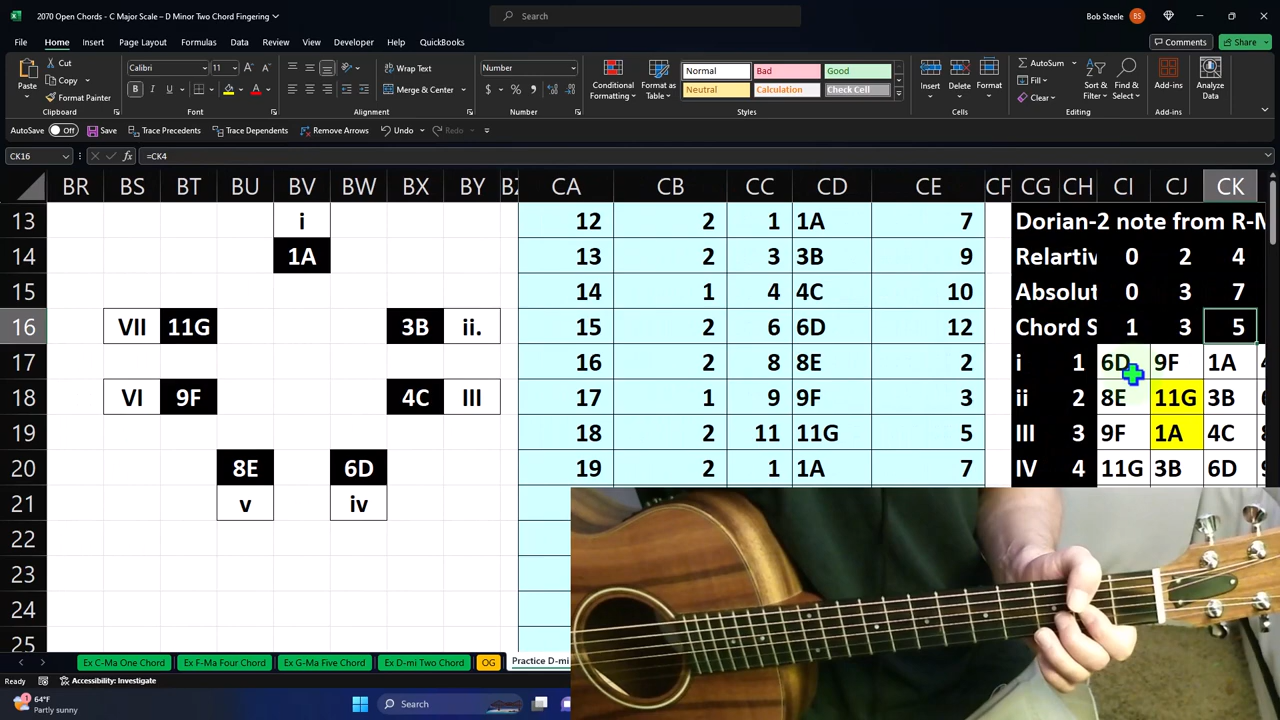 2070 Open Chords - C Major Scale – D Minor Two Chord Fingering
Search
Bob Steele
BS
File Home Insert Page Layout Formulas Data Review View Developer Help QuickBooks
Comments
Share
Paste
Cut
Copy
Format Painter
Clipboard
Calibri
11
B I U
Font
Wrap Text
Merge & Center
Alignment
Number
$ % 9
Number
Conditional Formatting
Format as Table
Normal Bad Good
Neutral Calculation Check Cell
Styles
Insert Delete Format
Cells
AutoSum
Fill
Clear
Sort & Filter
Find & Select
Editing
Add-ins
Add-ins
Analyze Data
AutoSave Off Save Trace Precedents Trace Dependents Remove Arrows Undo Redo
CK16
fx
=CK4
BR BS BT BU BV BW BX BY BZ CA CB CC CD CE CF CG CH CI CJ CK
13 i 12 2 1 1A 7 Dorian-2 note from R-M
14 1A 13 2 3 3B 9 Relartiv 0 2 4
15 14 1 4 4C 10 Absolut 0 3 7
16 VII 11G 3B ii. 15 2 6 6D 12 Chord S 1 3 5
17 16 2 8 8E 2 i 1 6D 9F 1A
18 VI 9F 4C III 17 1 9 9F 3 ii 2 8E 11G 3B
19 18 2 11 11G 5 III 3 9F 1A 4C
20 8E 6D 19 2 1 1A 7 IV 4 11G 3B 6D
21 v iv
22
23
24
25
Ex C-Ma One Chord Ex F-Ma Four Chord Ex G-Ma Five Chord Ex D-mi Two Chord OG Practice D-mi
Ready Accessibility: Investigate
64°F
Partly sunny
Search